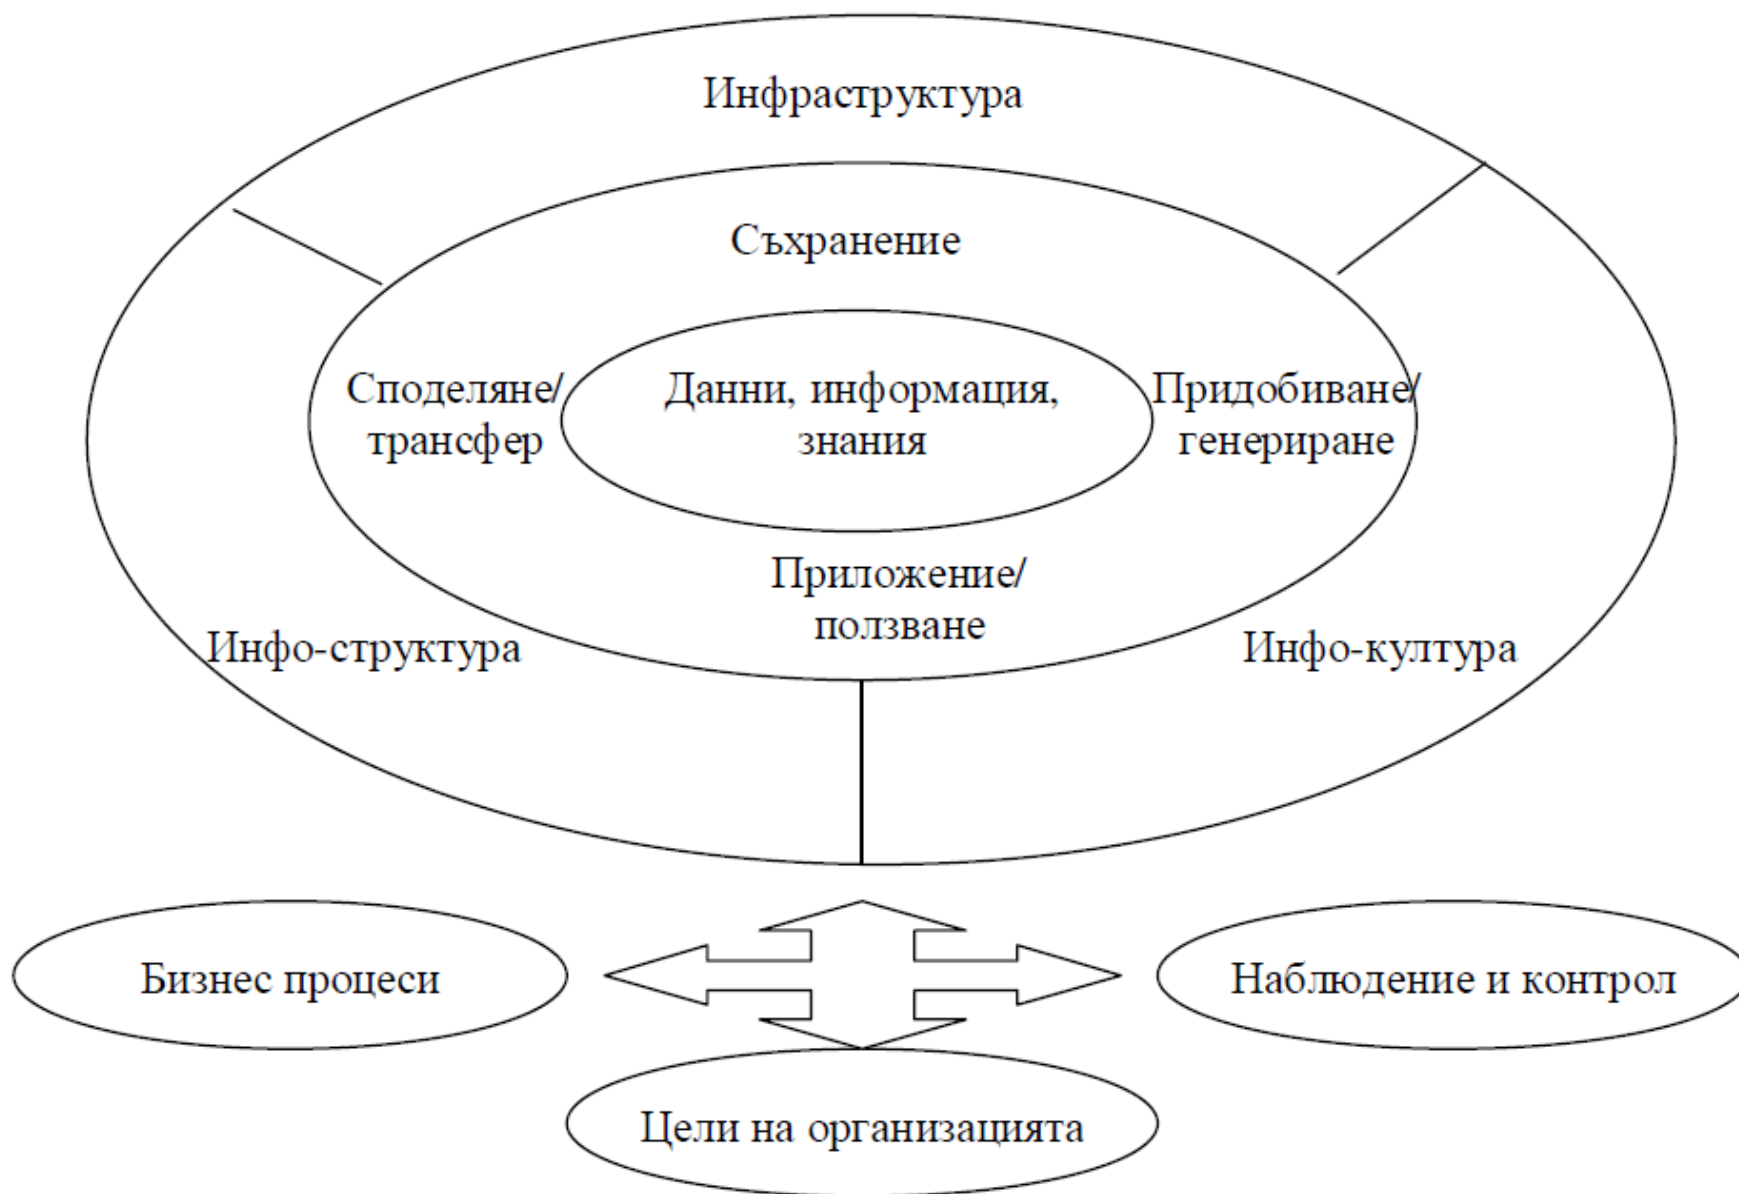 Инфраструктура
Съхранение
Споделяне/
трансфер
Данни, информация,
знания
Придобиване/
генериране
Приложение/
ползване
Инфо-структура
Инфо-култура
Бизнес процеси
Наблюдение и контрол
Цели на организацията